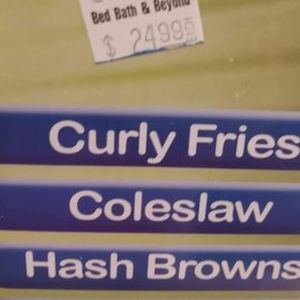 Bed Bath & Beyond
$ 2499
Curly Fries
Coleslaw
Hash Browns